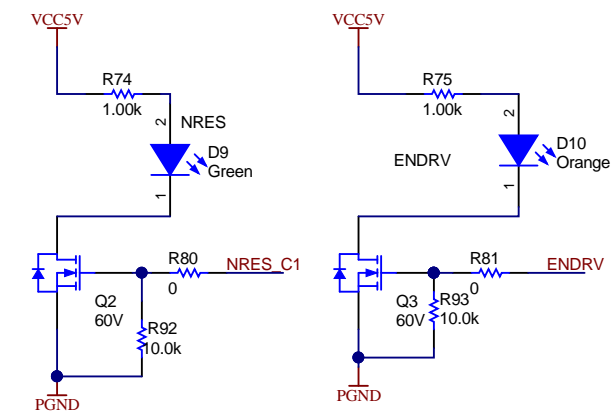 VCC5V
R74
1.00k
2
NRES
D9
Green
1
R80
NRES_C1
0
Q2
60V
R92
10.0k
PGND
VCC5V
R75
1.00k
2
D10
Orange
ENDRV
1
R81
ENDRV
0
Q3
60V
R93
10.0k
PGND